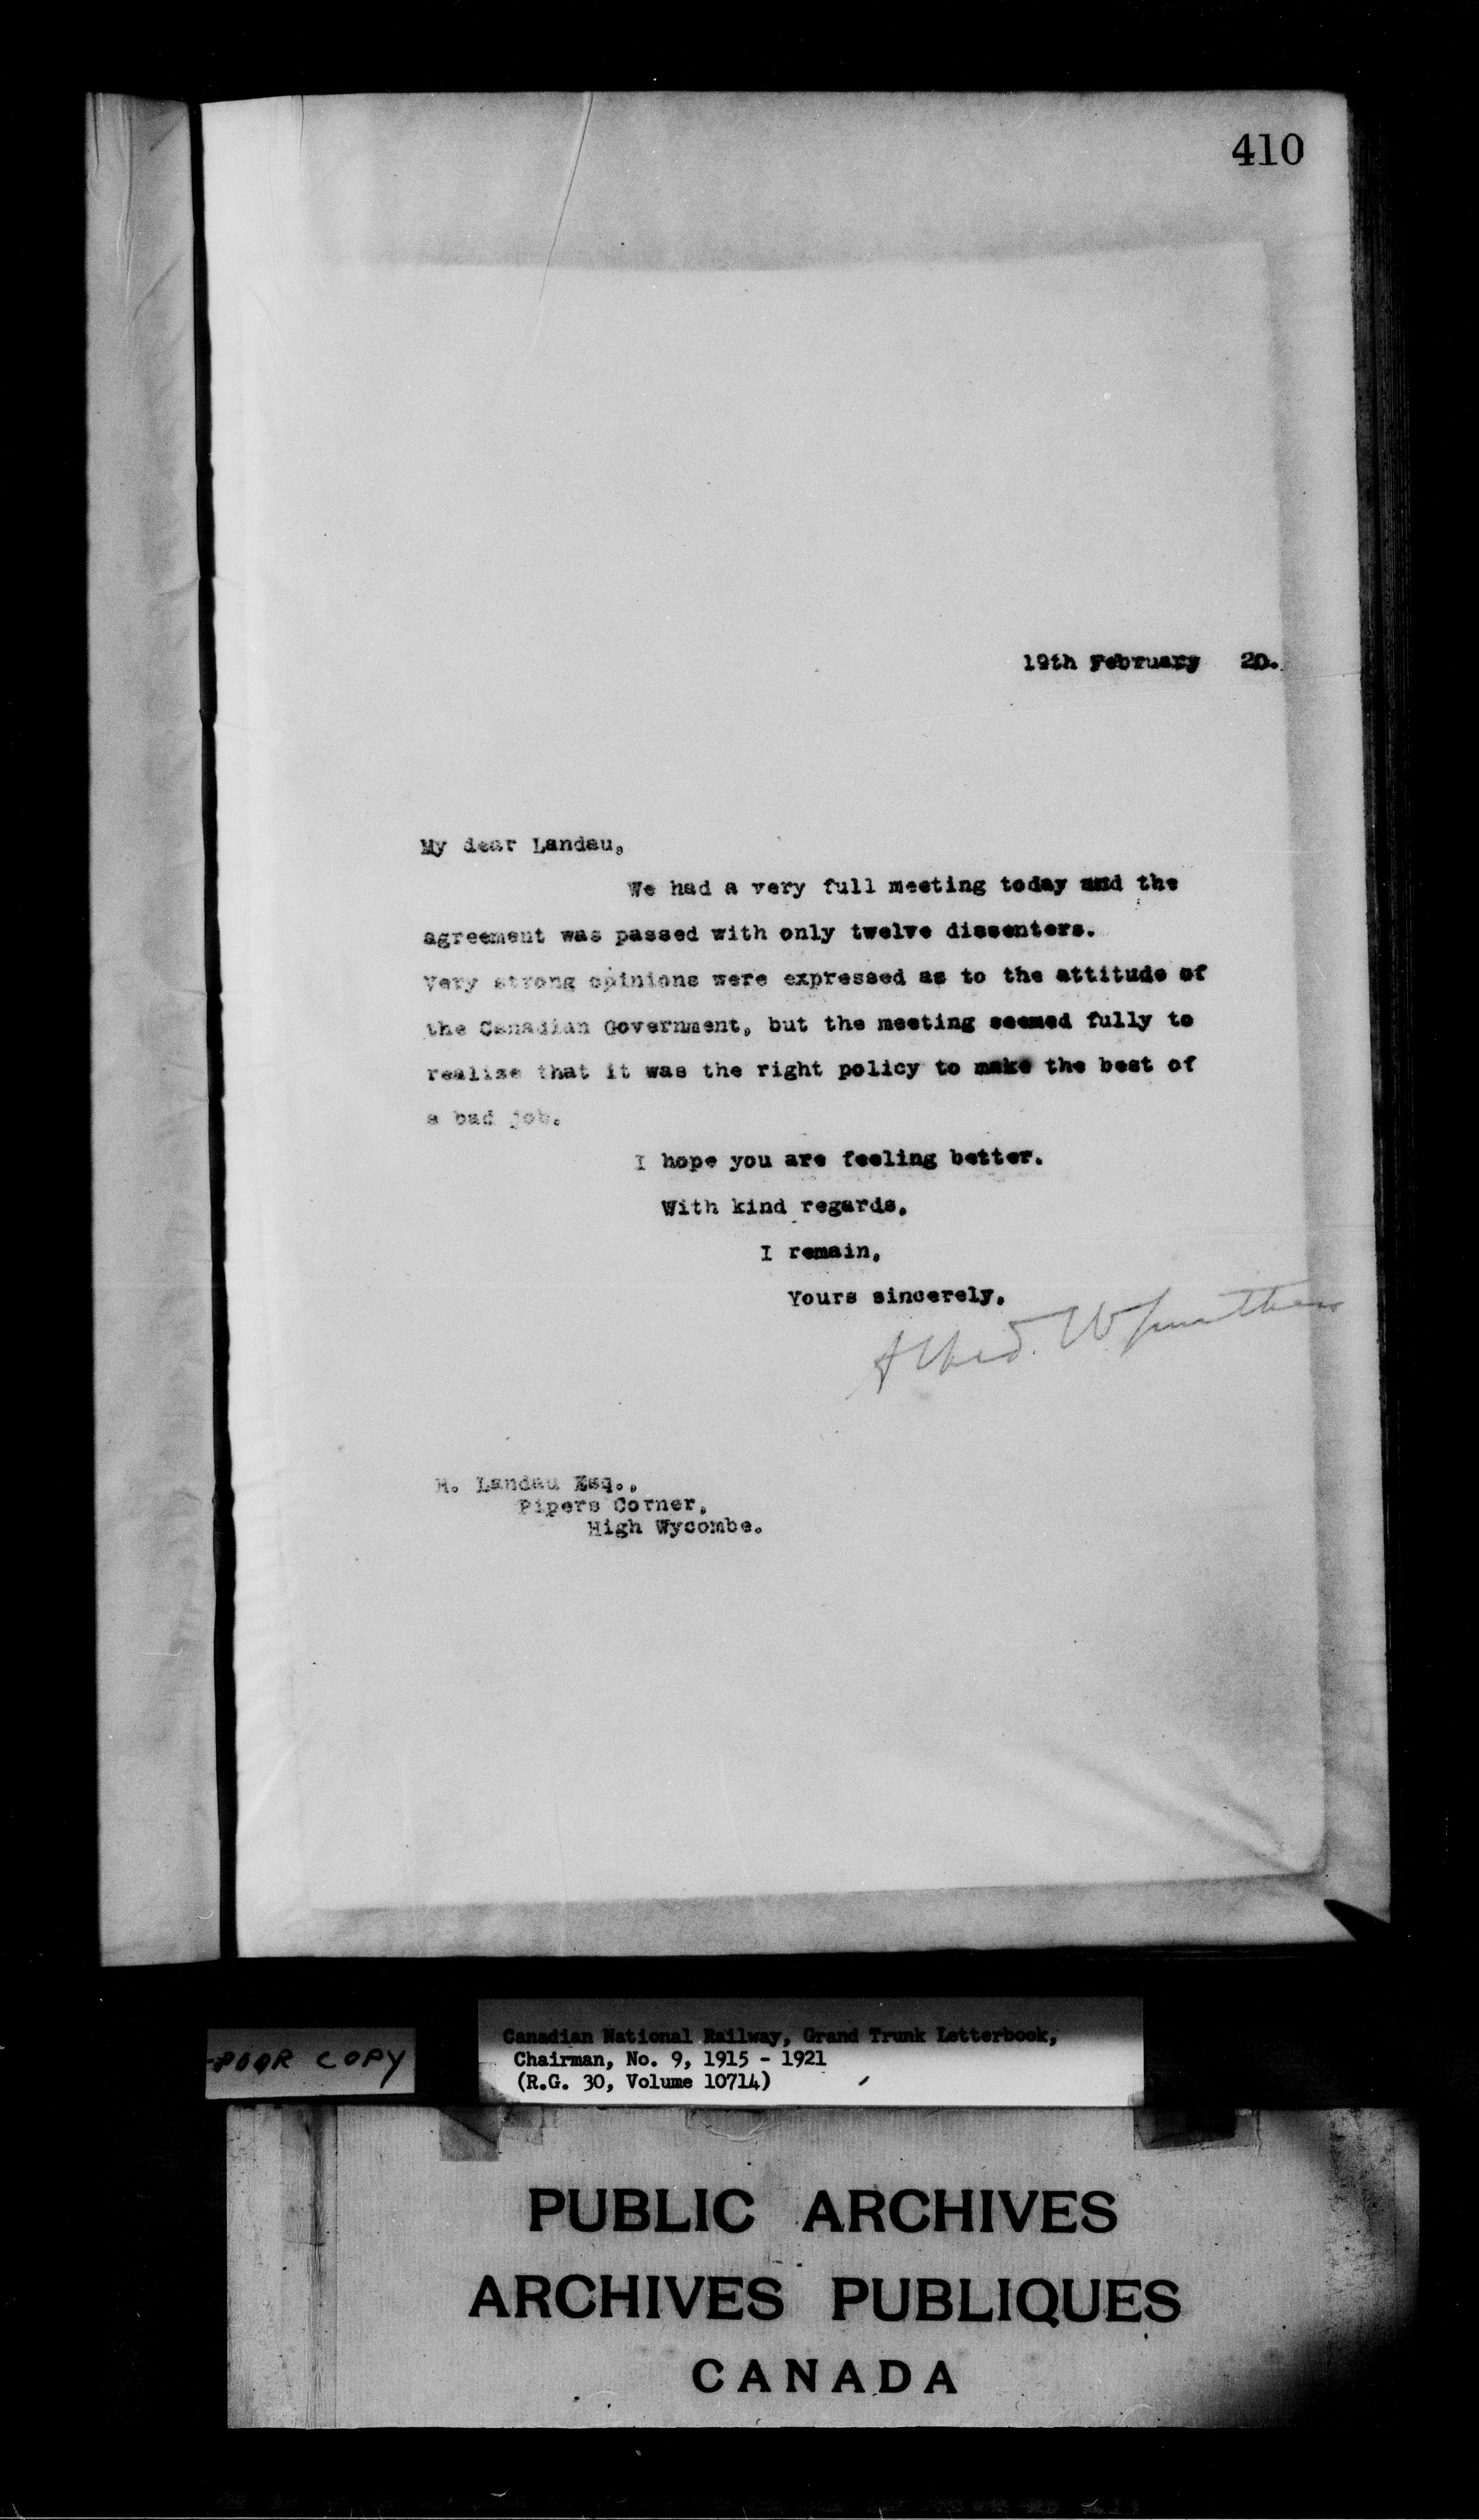 410
19th February 20.
My dear Landau,
We had a very full meeting today and the
agreement was passed with only twelve dissenters.
Very strong opinions were expressed as to the attitude of
the Canadian Government, but the meeting seemed fully to
realise that it was the right policy to make the best of
a bad job.
I hope you are feeling better.
With kind regards,
I remain,
Yours sincerely,
Alfred. W Smithers
H. Landau Esq.,
Pipers Corner,
High Wycombe.
POOR COPY
Canadian National Railway, Grand Trunk Letterbook,
Chairman, No. 9, 1915 - 1921
(R.G. 30, Volume 10714)
PUBLIC ARCHIVES
ARCHIVES PUBLIQUES
CANADA